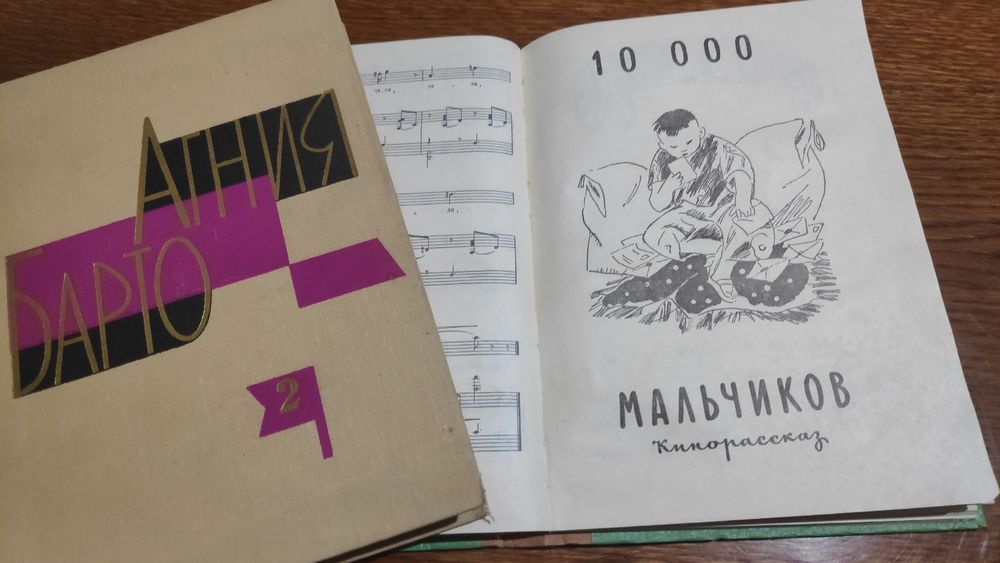 АГНИЯ
БАРТО
2
10 000
МАЛЬЧИКОВ
Кинорассказ